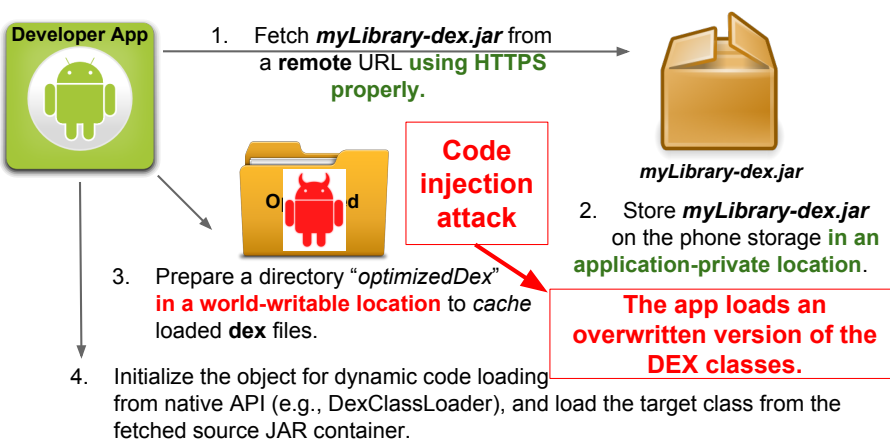 Developer App
1. Fetch myLibrary-dex.jar from
a remote URL using HTTPS
properly.
myLibrary-dex.jar
2. Store myLibrary-dex.jar
on the phone storage in an
application-private location.
Code
injection
attack
3. Prepare a directory “optimizedDex”
in a world-writable location to cache
loaded dex files.
The app loads an
overwritten version of the
DEX classes.
4. Initialize the object for dynamic code loading
from native API (e.g., DexClassLoader), and load the target class from the
fetched source JAR container.